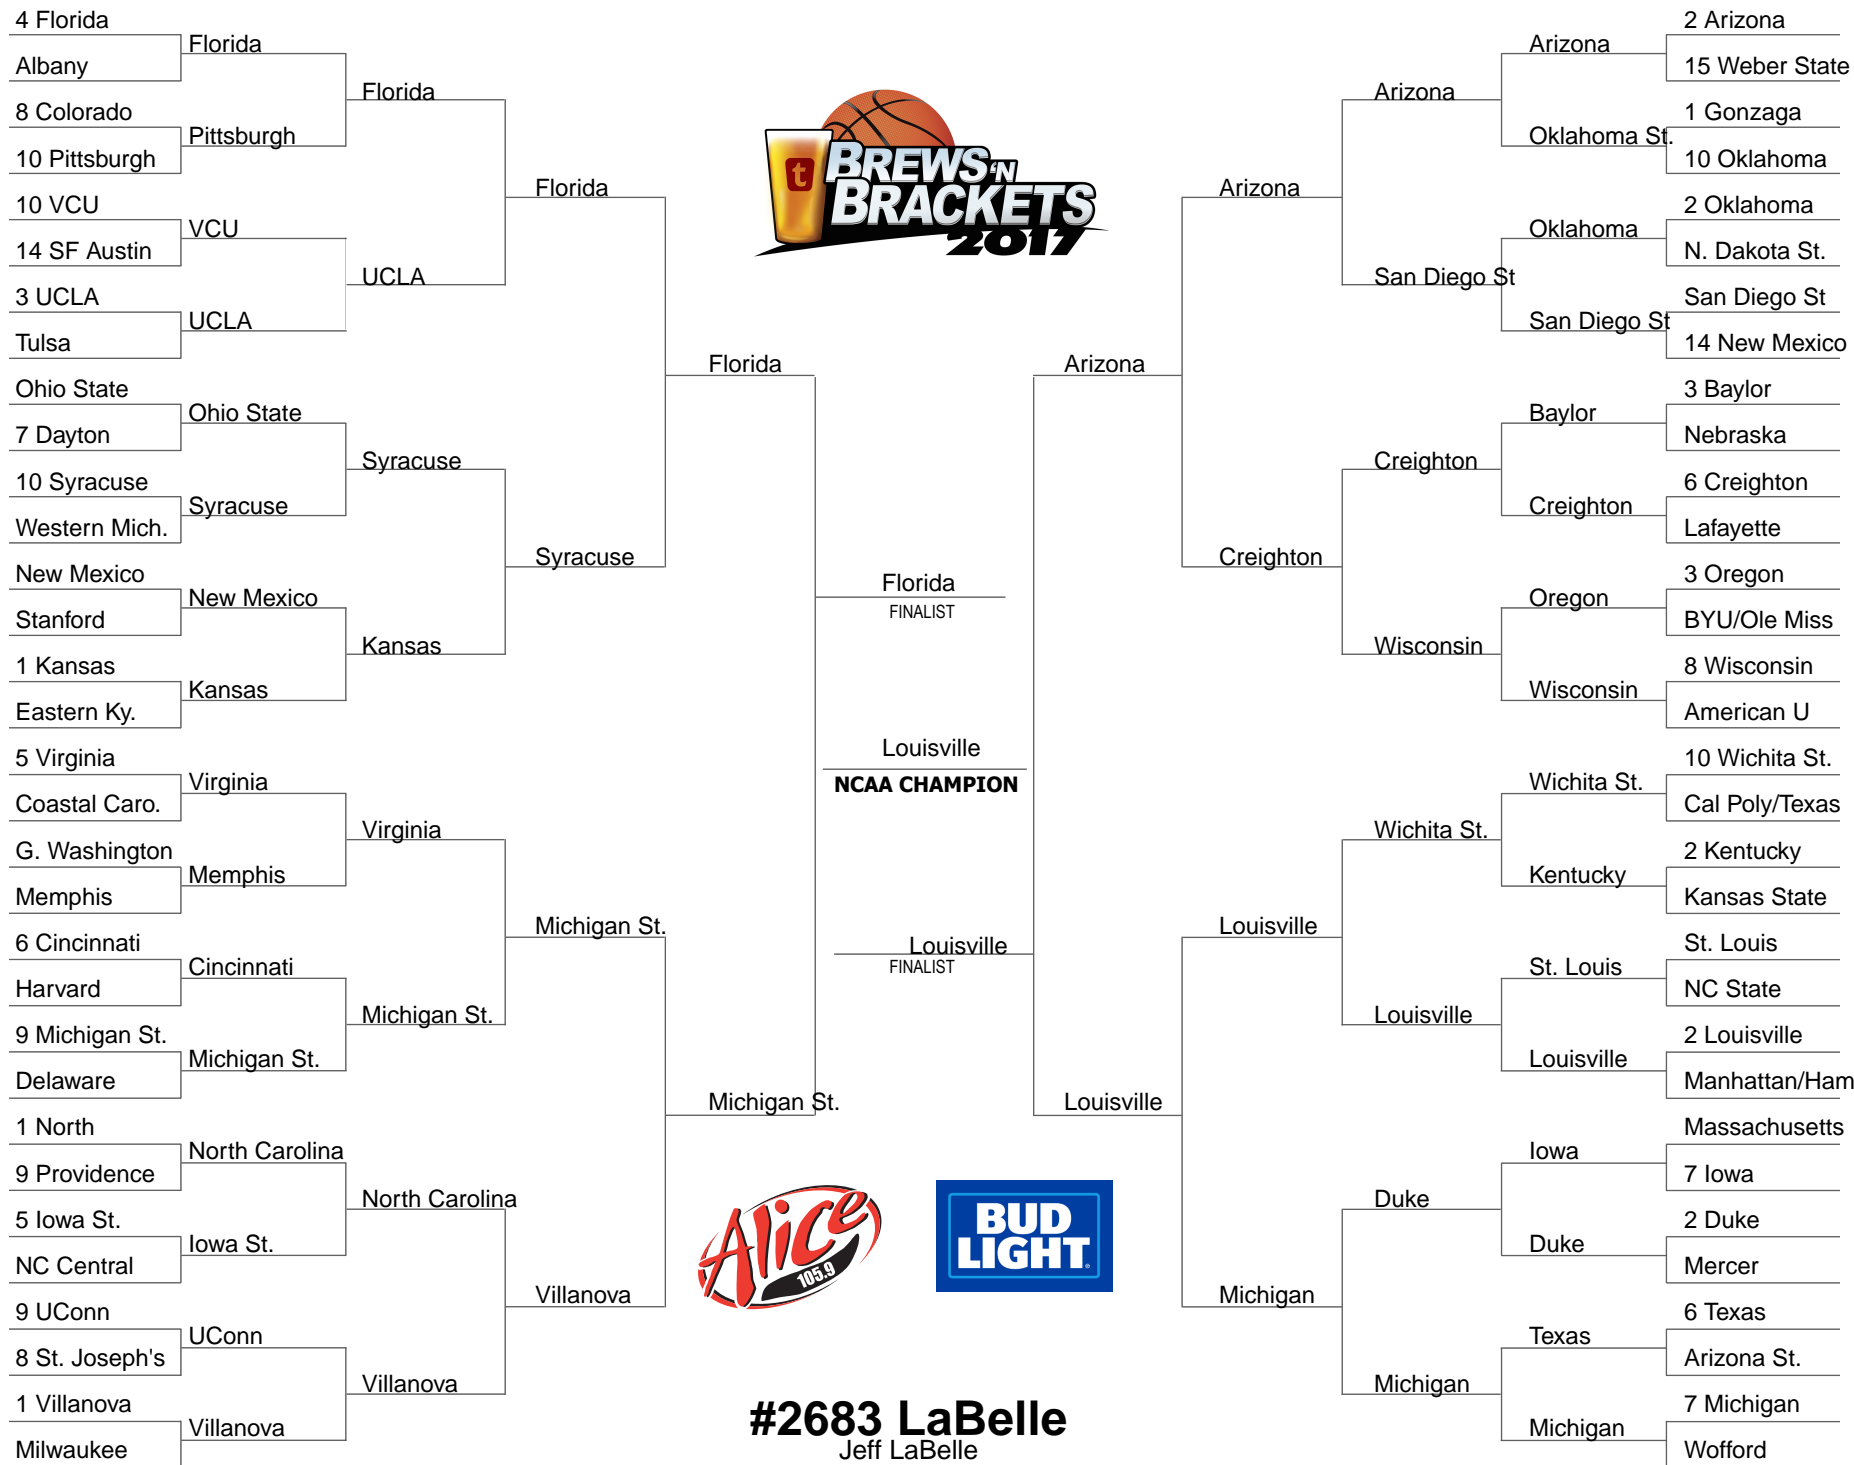 4 Florida
Albany
8 Colorado
10 Pittsburgh
10 VCU
14 SF Austin
3 UCLA
Tulsa
Ohio State
7 Dayton
10 Syracuse
Western Mich.
New Mexico
Stanford
1 Kansas
Eastern Ky.
5 Virginia
Coastal Caro.
G. Washington
Memphis
6 Cincinnati
Harvard
9 Michigan St.
Delaware
1 North
9 Providence
5 Iowa St.
NC Central
9 UConn
8 St. Joseph's
1 Villanova
Milwaukee
Florida
Pittsburgh
VCU
UCLA
Ohio State
Syracuse
New Mexico
Kansas
Virginia
Memphis
Cincinnati
Michigan St.
North Carolina
Iowa St.
UConn
Villanova
Florida
UCLA
Syracuse
Kansas
Virginia
Michigan St.
North Carolina
Villanova
Florida
Syracuse
Michigan St.
Villanova
Florida
Michigan St.
t
BREWS 'N
BRACKETS
2017
Florida
FINALIST
Louisville
NCAA CHAMPION
Louisville
FINALIST
Alice
105.9
BUD
LIGHT
#2683 LaBelle
Jeff LaBelle
Arizona
Louisville
Arizona
Creighton
Louisville
Michigan
Arizona
San Diego St
Creighton
Wisconsin
Wichita St.
Louisville
Duke
Michigan
Arizona
Oklahoma St.
Oklahoma
San Diego St
Baylor
Creighton
Oregon
Wisconsin
Wichita St.
Kentucky
St. Louis
Louisville
Iowa
Duke
Texas
Michigan
2 Arizona
15 Weber State
1 Gonzaga
10 Oklahoma
2 Oklahoma
N. Dakota St.
San Diego St
14 New Mexico
3 Baylor
Nebraska
6 Creighton
Lafayette
3 Oregon
BYU/Ole Miss
8 Wisconsin
American U
10 Wichita St.
Cal Poly/Texas
2 Kentucky
Kansas State
St. Louis
NC State
2 Louisville
Manhattan/Ham
Massachusetts
7 Iowa
2 Duke
Mercer
6 Texas
Arizona St.
7 Michigan
Wofford